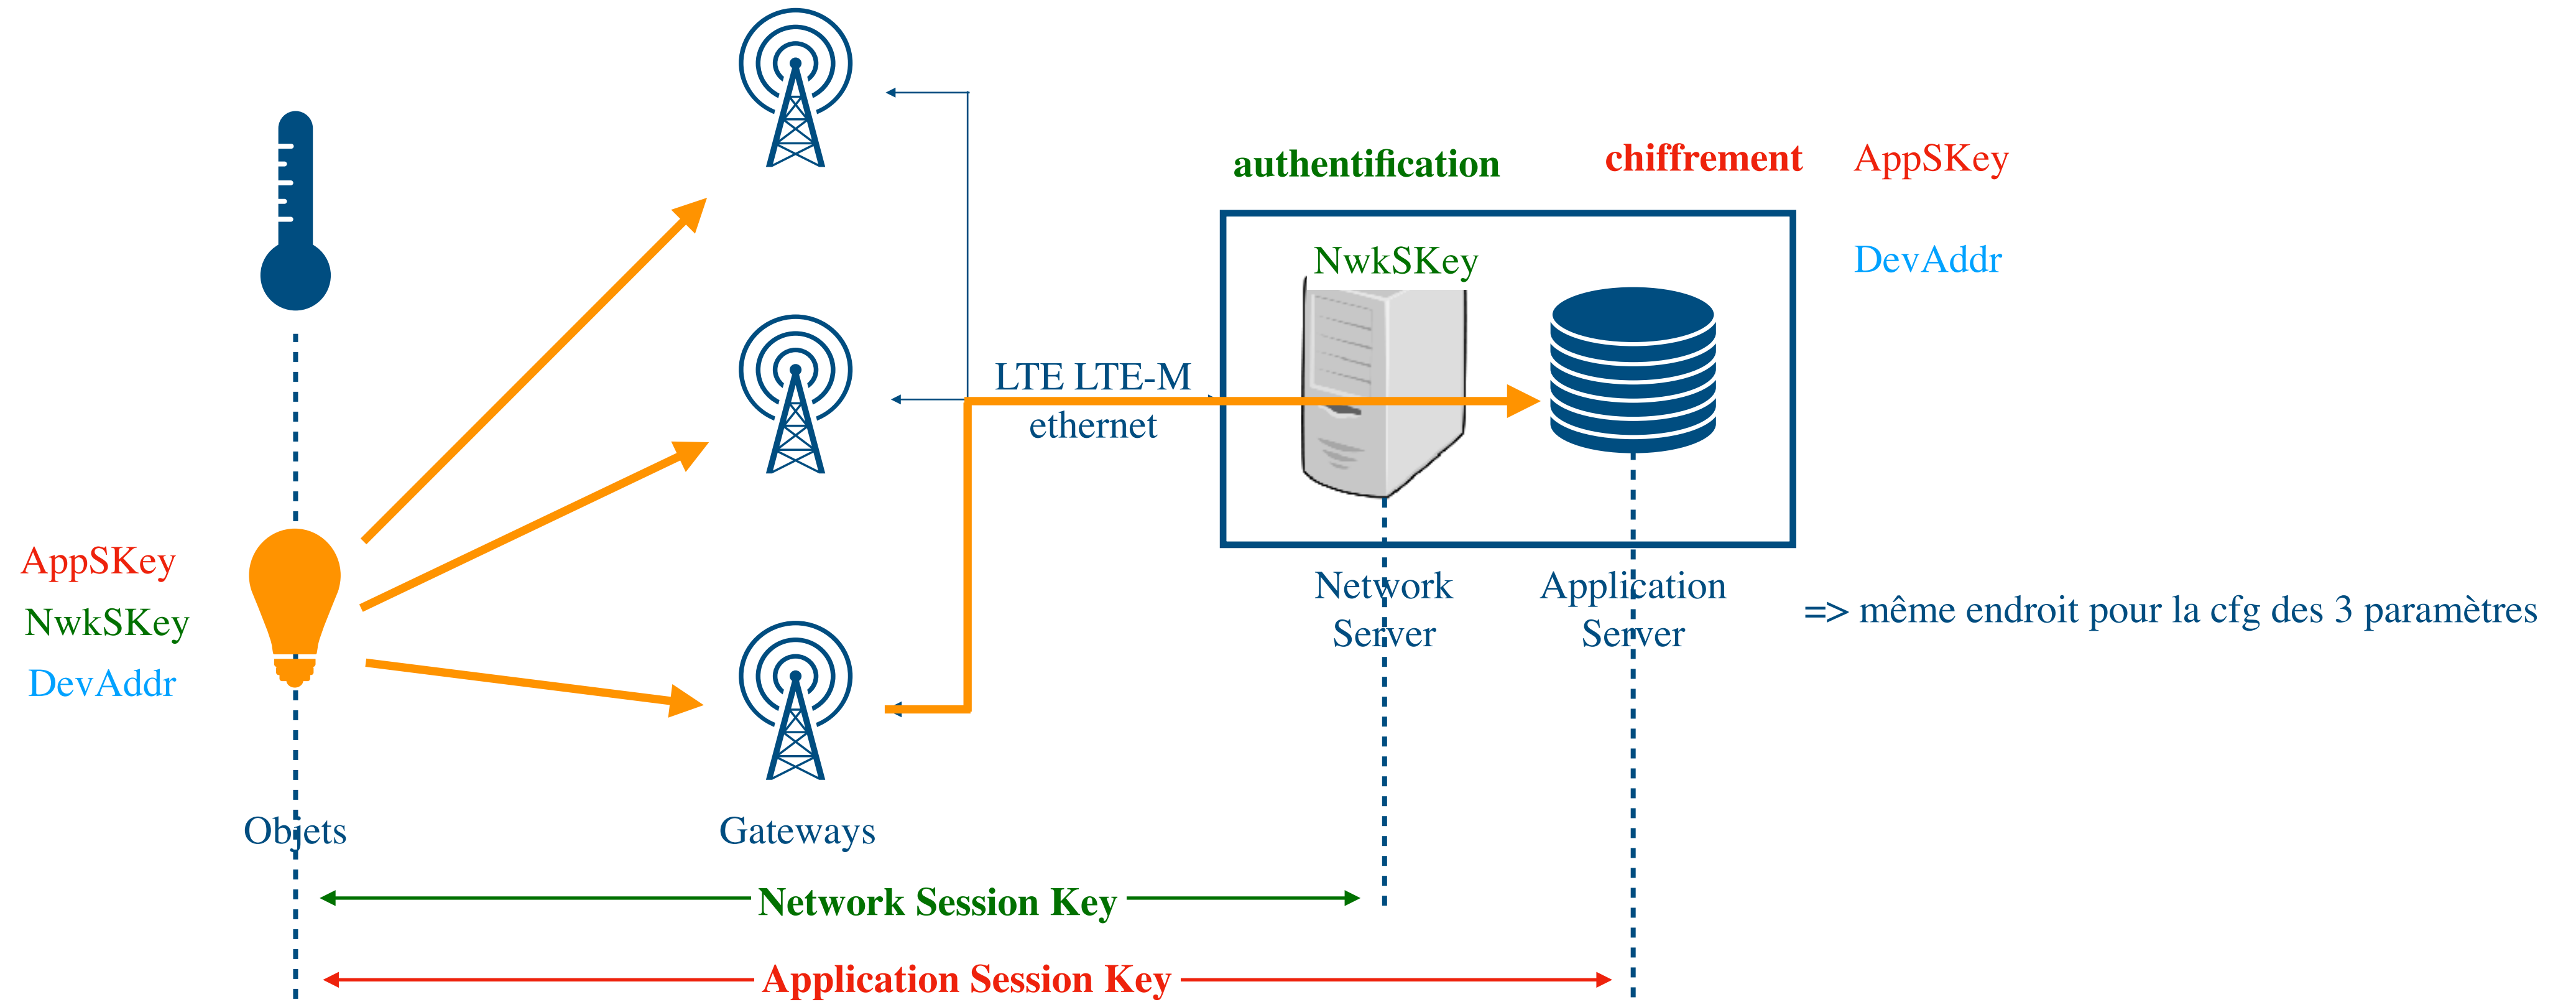 authentification
chiffrement
AppSKey
NwkSKey
DevAddr
LTE LTE-M
ethernet
AppSKey
NwkSKey
DevAddr
Network
Server
Application
Server
=> même endroit pour la cfg des 3 paramètres
Objets
Gateways
Network Session Key
Application Session Key